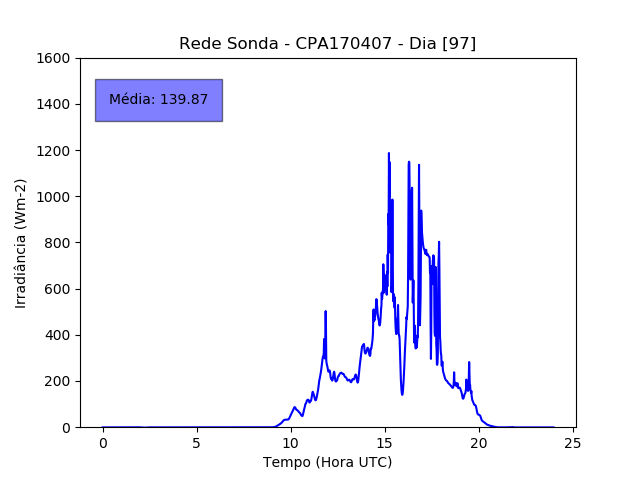 Rede Sonda - CPA170407 - Dia [97]
1600
1400
1200
1000
800
600
400
200
0
Média: 139.87
Irradiância (Wm-2)
0 5 10 15 20 25
Tempo (Hora UTC)